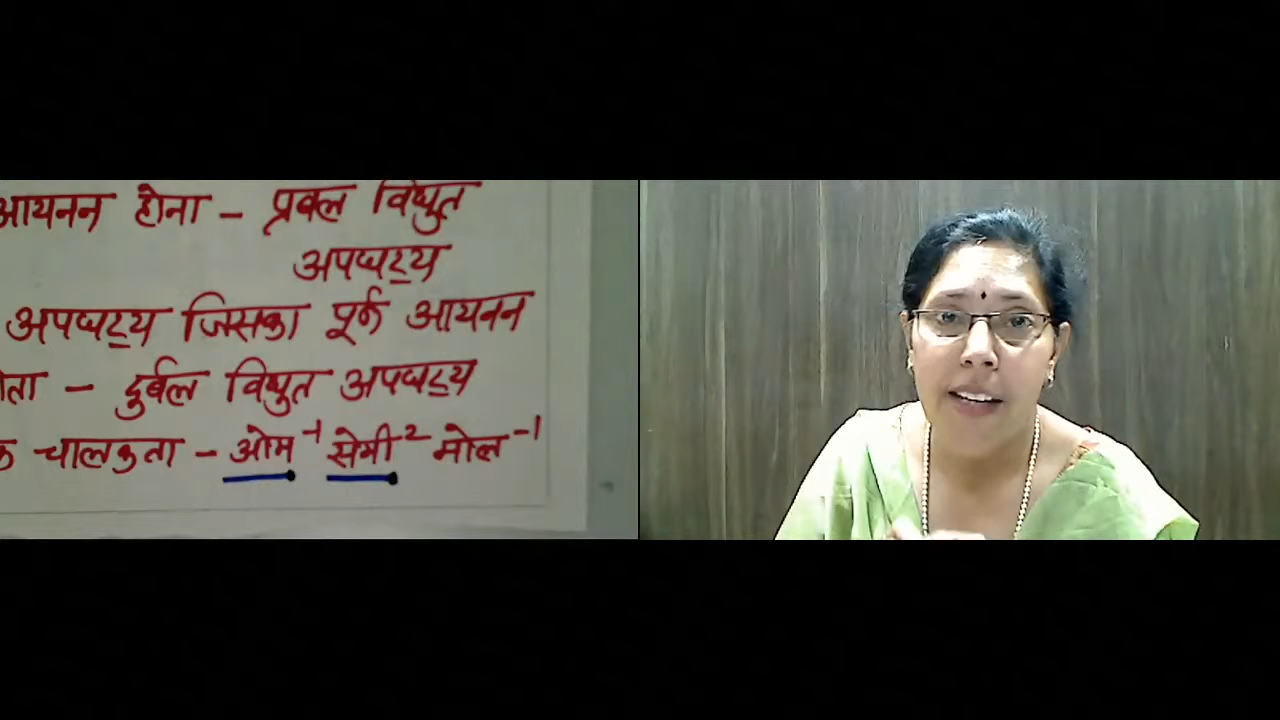 आयनन होना - प्रबल विद्युत
अपघट्य
अपघट्य जिसका पूर्ण आयनन
- दुर्बल विद्युत अपघट्य
चालकता - ओम⁻¹ सेमी² मोल⁻¹